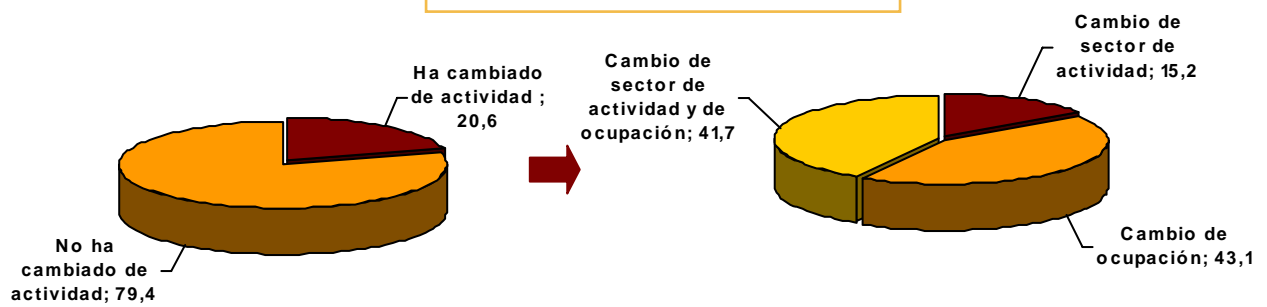 Ha cambiado
de actividad ;
20,6
No ha
cambiado de
actividad; 79,4
Cambio de
sector de
actividad y de
ocupación; 41,7
Cambio de
sector de
actividad; 15,2
Cambio de
ocupación; 43,1